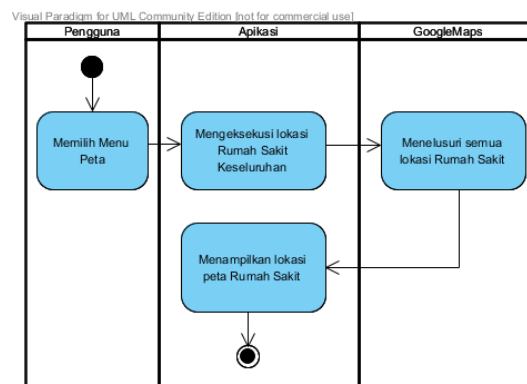 Visual Paradigm for UML Community Edition [not for commercial use]
Pengguna
Apikasi
GoogleMaps
Memilih Menu
Peta
Mengeksekusi lokasi
Rumah Sakit
Keseluruhan
Menelusuri semua
lokasi Rumah Sakit
Menampilkan lokasi
peta Rumah Sakit